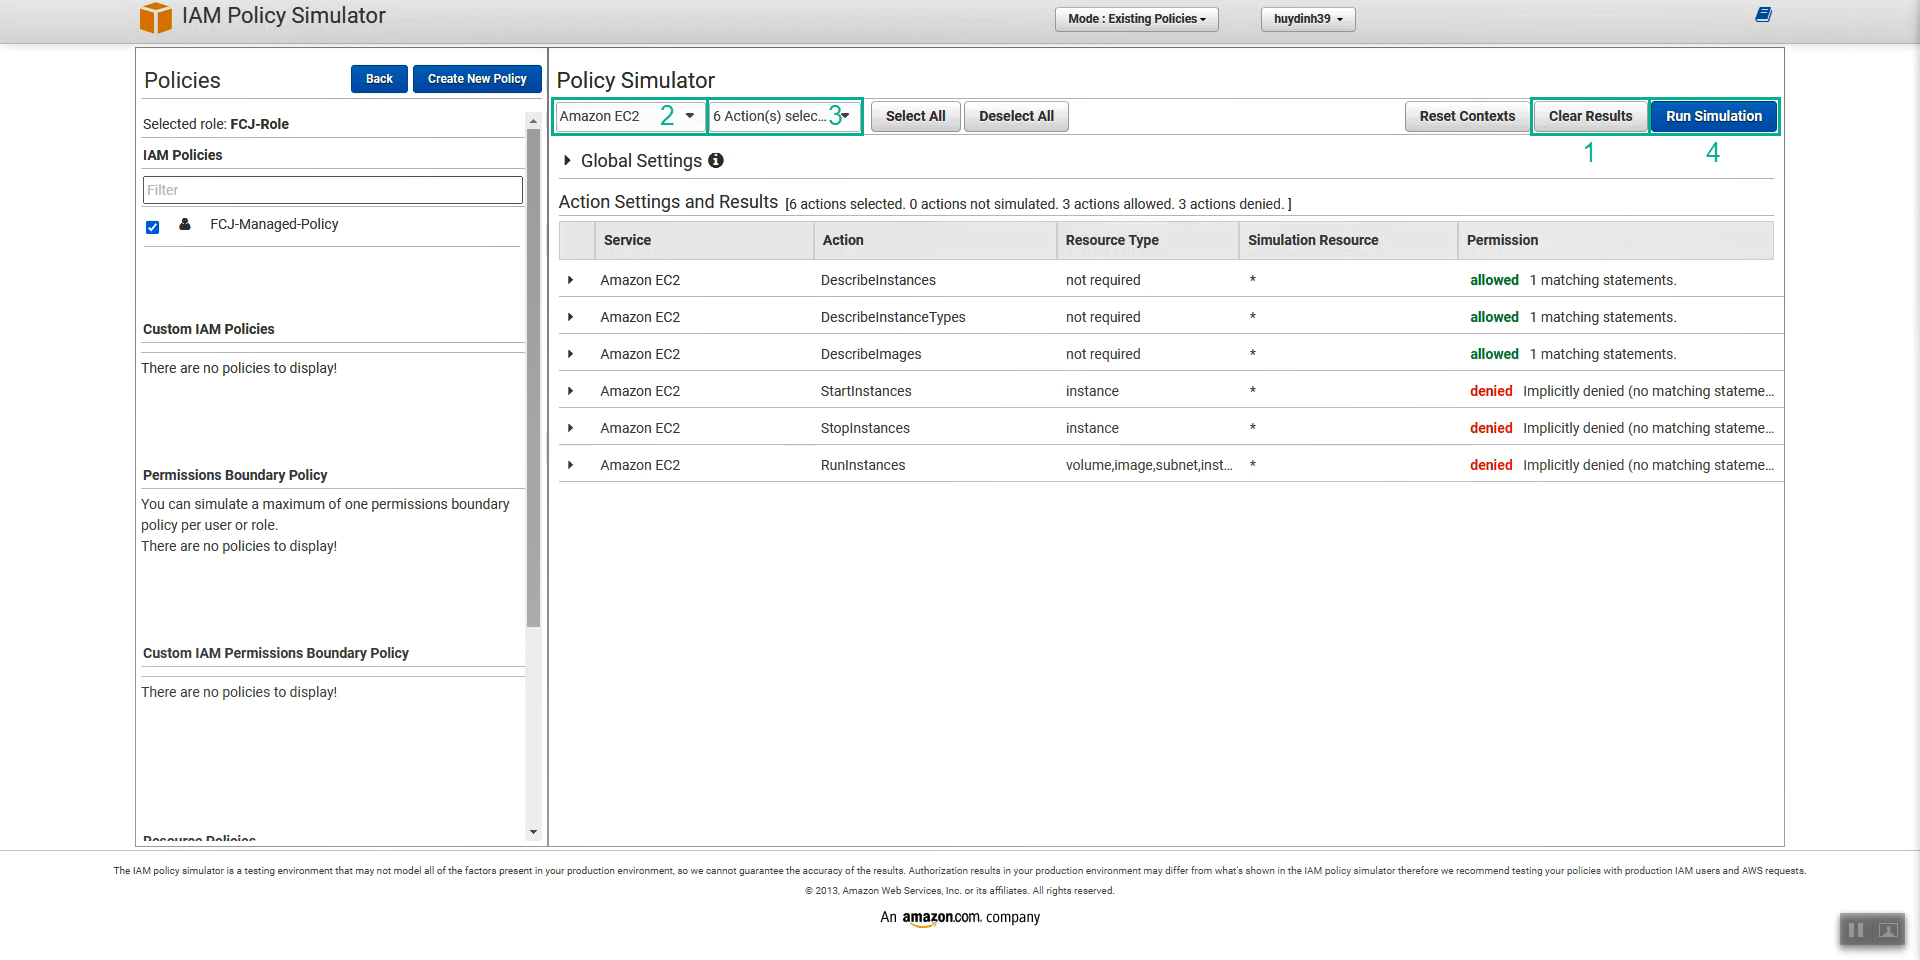 IAM Policy Simulator
Mode : Existing Policies
huydinh39
Policies
Back
Create New Policy
Selected role: FCJ-Role
IAM Policies
Filter
FCJ-Managed-Policy
Custom IAM Policies
There are no policies to display!
Permissions Boundary Policy
You can simulate a maximum of one permissions boundary
policy per user or role.
There are no policies to display!
Custom IAM Permissions Boundary Policy
There are no policies to display!
Resource Policies
Policy Simulator
Amazon EC2 2
6 Action(s) selec... 3
Select All
Deselect All
Reset Contexts
Clear Results
Run Simulation
1
4
Global Settings
Action Settings and Results [6 actions selected. 0 actions not simulated. 3 actions allowed. 3 actions denied. ]
Service Action Resource Type Simulation Resource Permission
Amazon EC2 DescribeInstances not required * allowed 1 matching statements.
Amazon EC2 DescribeInstanceTypes not required * allowed 1 matching statements.
Amazon EC2 DescribeImages not required * allowed 1 matching statements.
Amazon EC2 StartInstances instance * denied Implicitly denied (no matching stateme...
Amazon EC2 StopInstances instance * denied Implicitly denied (no matching stateme...
Amazon EC2 RunInstances volume,image,subnet,inst... * denied Implicitly denied (no matching stateme...
The IAM policy simulator is a testing environment that may not model all of the factors present in your production environment, so we cannot guarantee the accuracy of the results. Authorization results in your production environment may differ from what's shown in the IAM policy simulator therefore we recommend testing your policies with production IAM users and AWS requests.
© 2013, Amazon Web Services, Inc. or its affiliates. All rights reserved.
An amazon.com. company